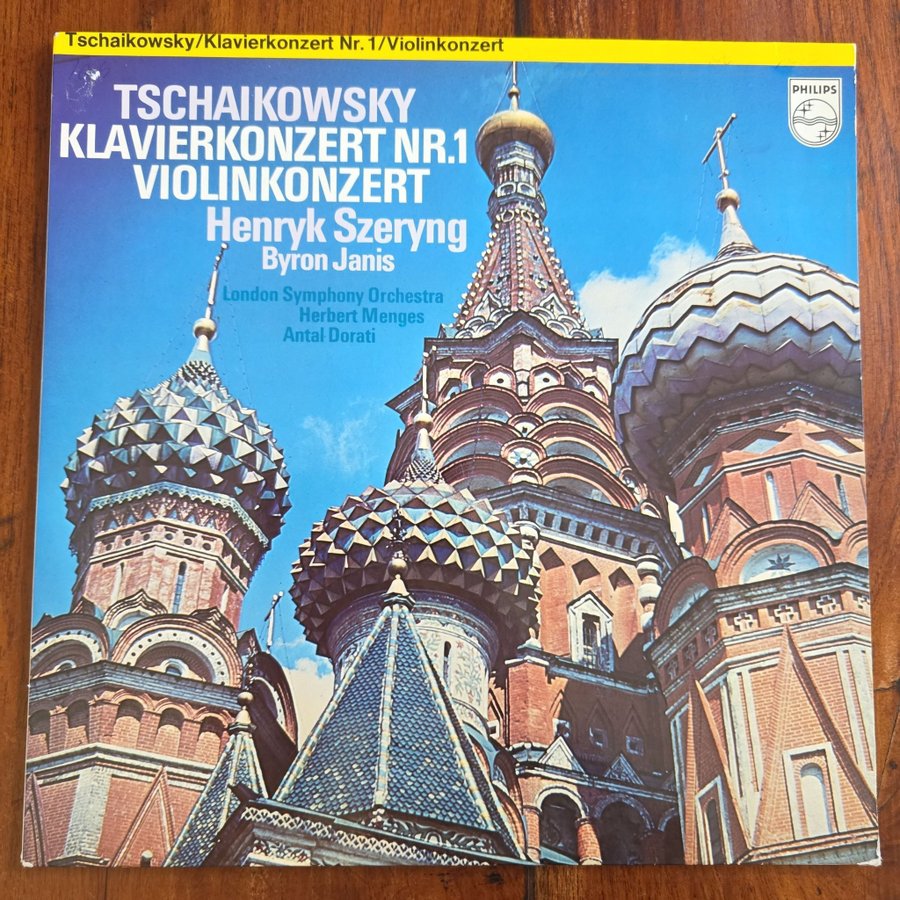 Tschaikowsky/Klavierkonzert Nr. 1/Violinkonzert
TSCHAIKOWSKY
KLAVIERKONZERT NR.1
VIOLINKONZERT
Henryk Szeryng
Byron Janis
London Symphony Orchestra
Herbert Menges
Antal Dorati
PHILIPS